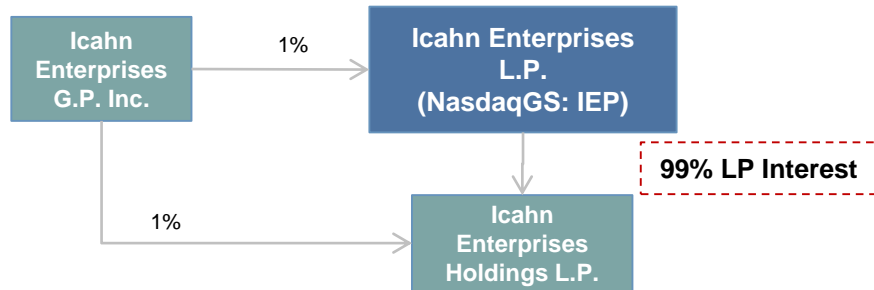 Icahn
Enterprises
G.P. Inc.
1%
Icahn Enterprises
L.P.
(NasdaqGS: IEP)
99% LP Interest
1%
Icahn
Enterprises
Holdings L.P.